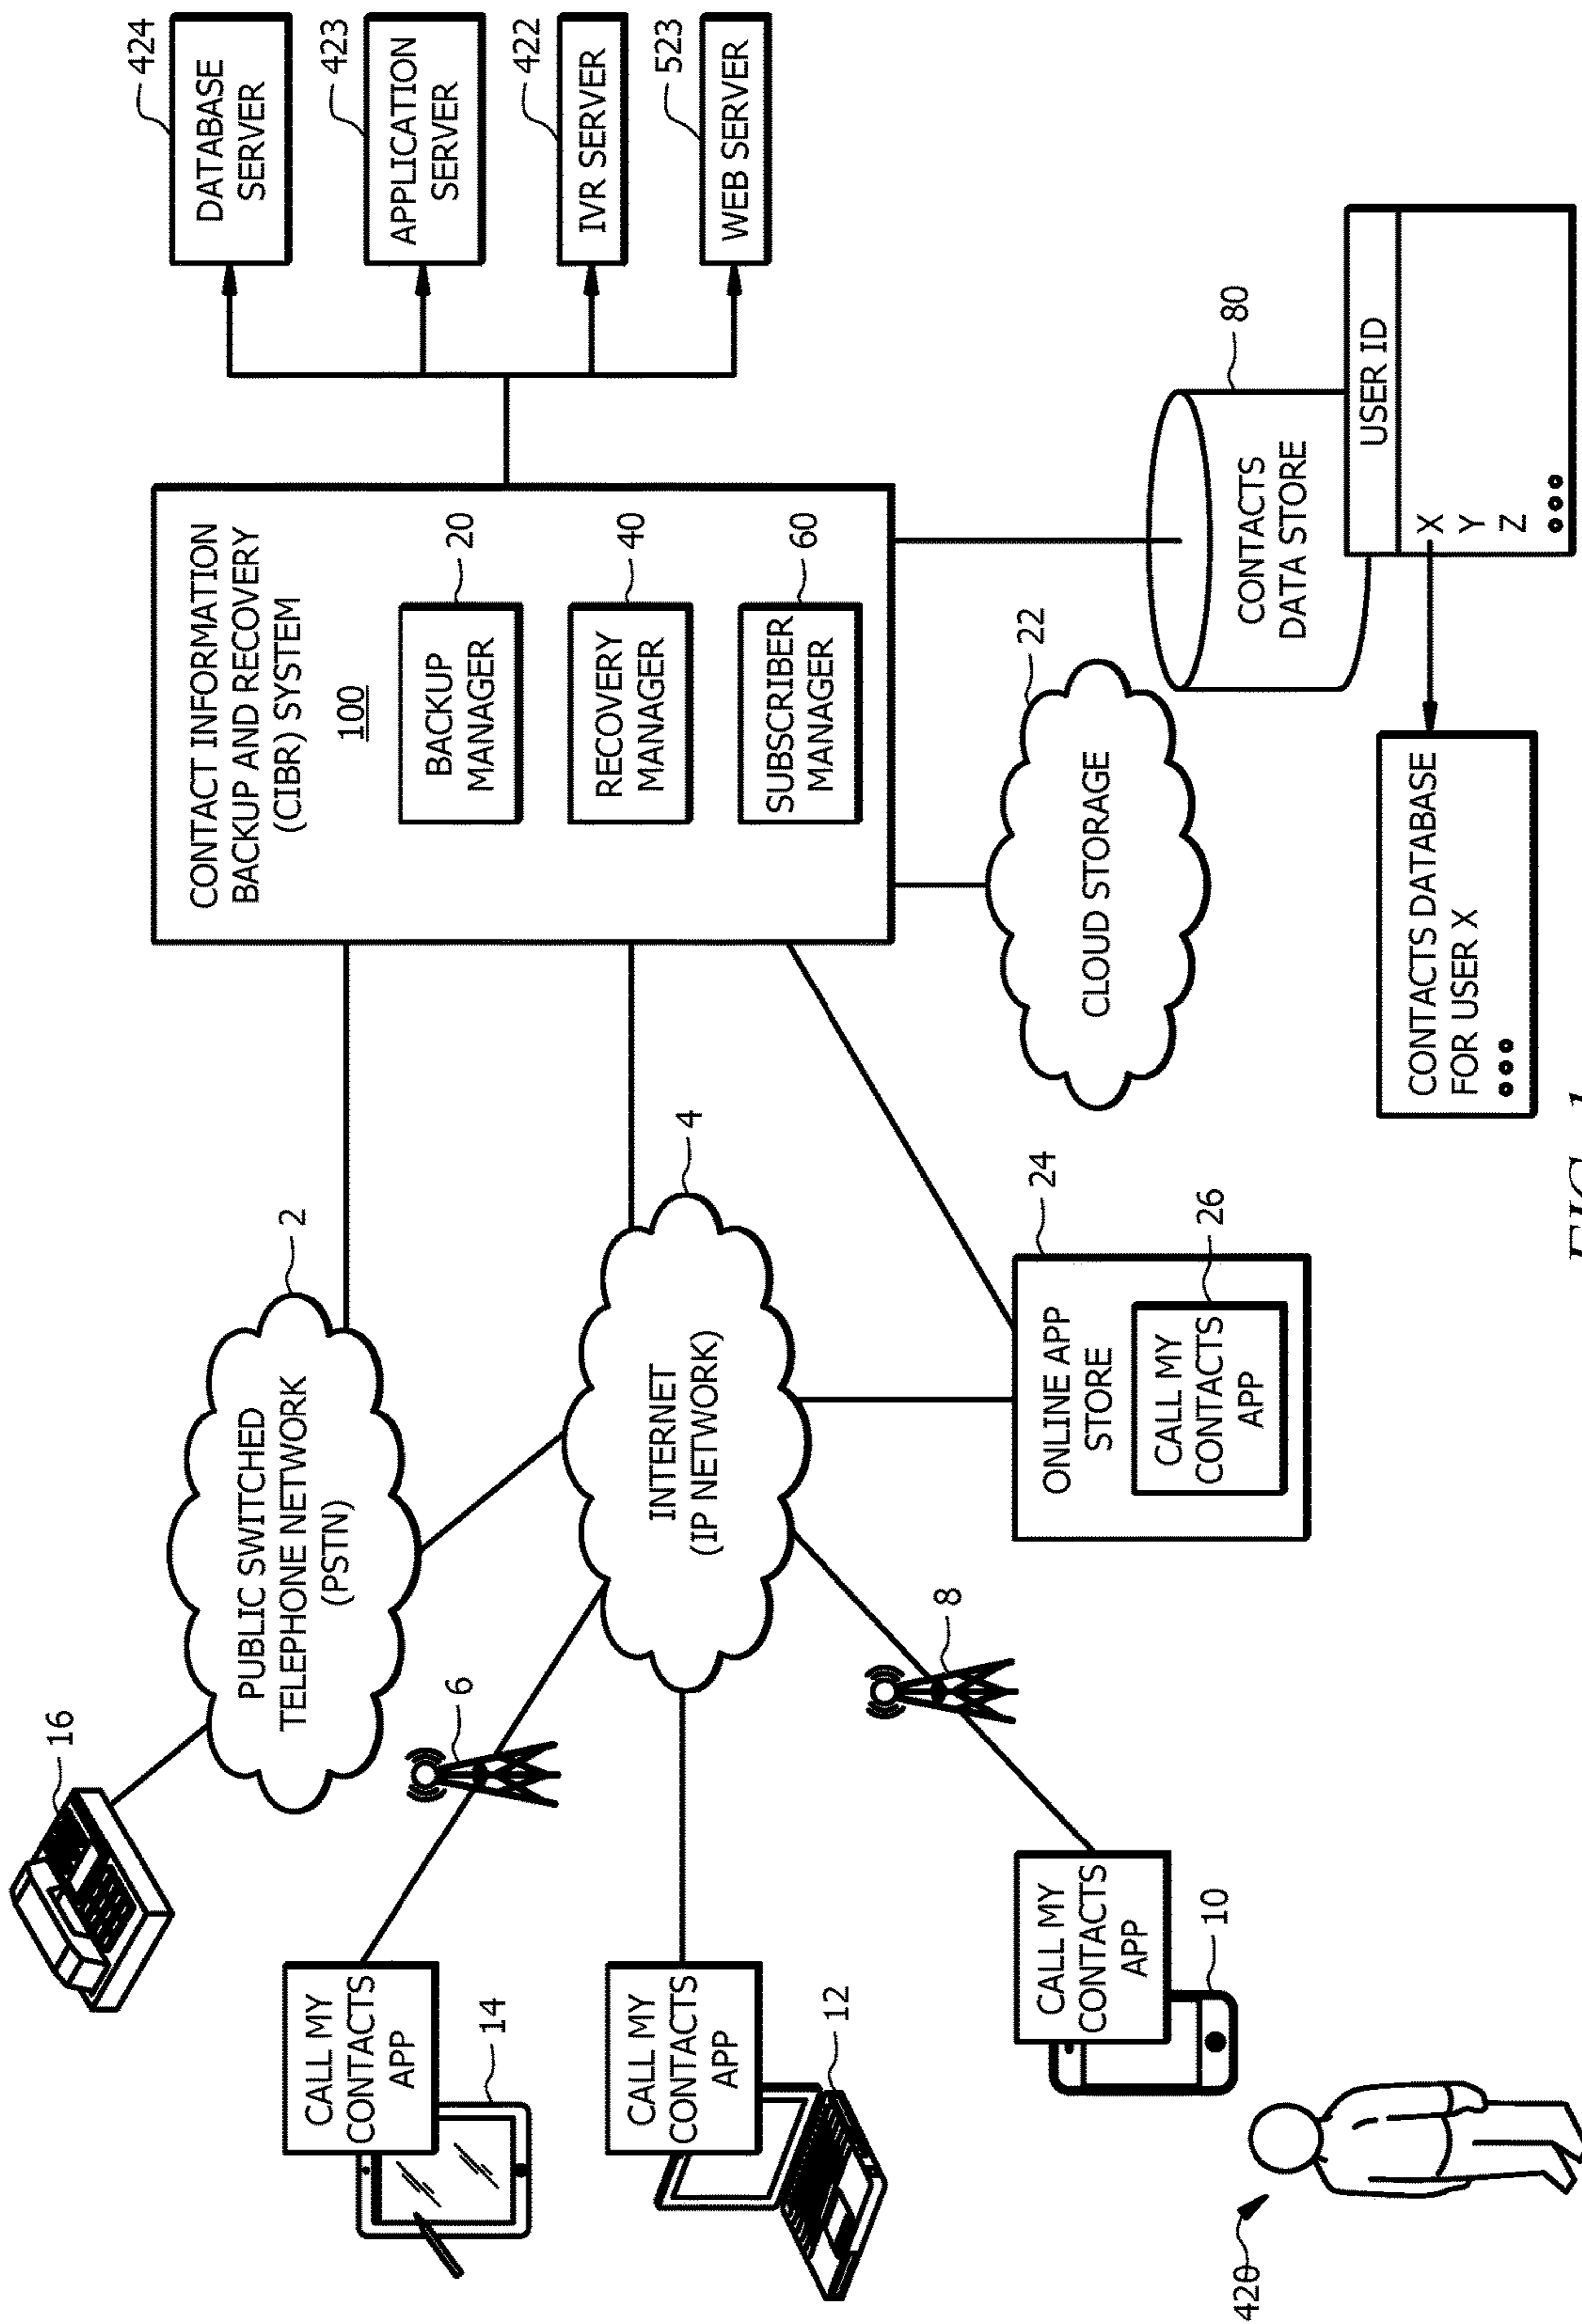 16
PUBLIC SWITCHED
TELEPHONE NETWORK
(PSTN)
2
CONTACT INFORMATION
BACKUP AND RECOVERY
(CIBR) SYSTEM
100
BACKUP
MANAGER
20
RECOVERY
MANAGER
40
SUBSCRIBER
MANAGER
60
DATABASE
SERVER
424
APPLICATION
SERVER
423
IVR SERVER
422
WEB SERVER
523
CALL MY
CONTACTS
APP
14
6
INTERNET
(IP NETWORK)
4
CALL MY
CONTACTS
APP
12
8
CALL MY
CONTACTS
APP
10
420
ONLINE APP
STORE
24
CALL MY
CONTACTS
APP
26
CLOUD STORAGE
22
CONTACTS
DATA STORE
80
USER ID
X
Y
Z
CONTACTS DATABASE
FOR USER X
FIG. 1